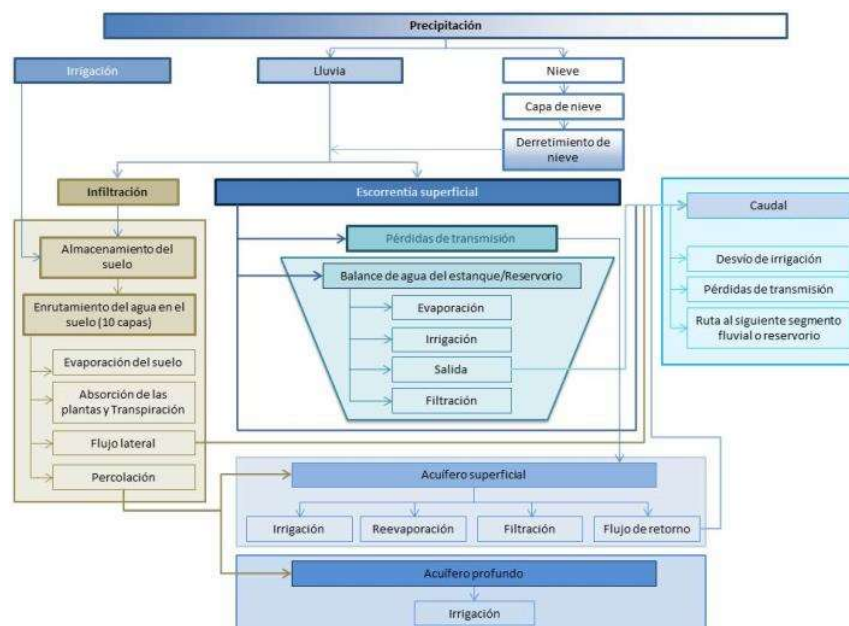 Precipitación
Irrigación
Lluvia
Nieve
Capa de nieve
Derretimiento de
nieve
Infiltración
Escorrentía superficial
Caudal
Desvío de irrigación
Pérdidas de transmisión
Ruta al siguiente segmento
fluvial o reservorio
Almacenamiento del
suelo
Enrutamiento del agua en el
suelo (10 capas)
Evaporación del suelo
Absorción de las
plantas y Transpiración
Flujo lateral
Percolación
Pérdidas de transmisión
Balance de agua del estanque/Reservorio
Evaporación
Irrigación
Salida
Filtración
Acuífero superficial
Irrigación
Reevaporación
Filtración
Flujo de retorno
Acuífero profundo
Irrigación